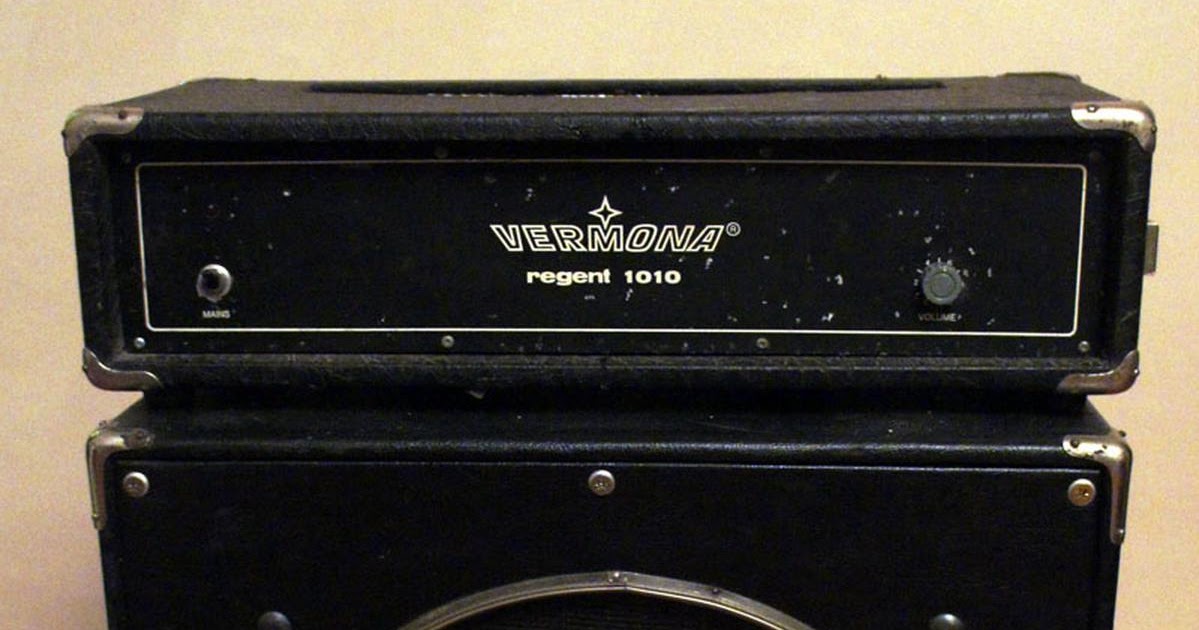 VERMONA®
regent 1010
MAINS
VOLUME